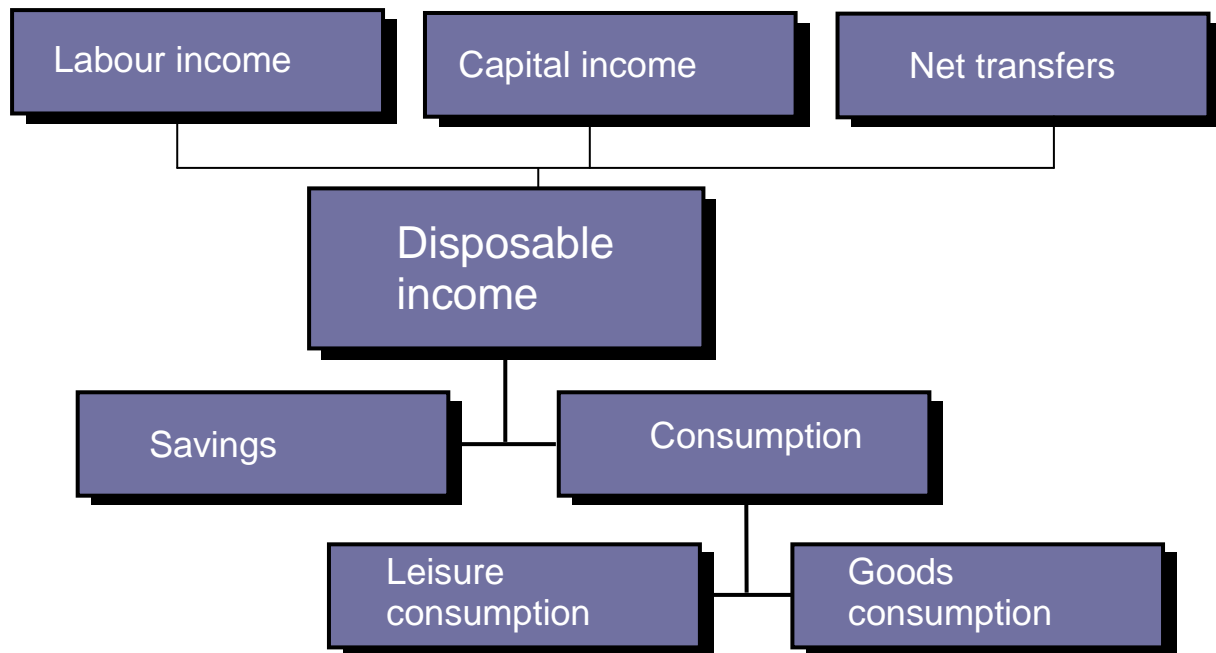 Labour income
Capital income
Net transfers
Disposable
income
Savings
Consumption
Leisure
consumption
Goods
consumption